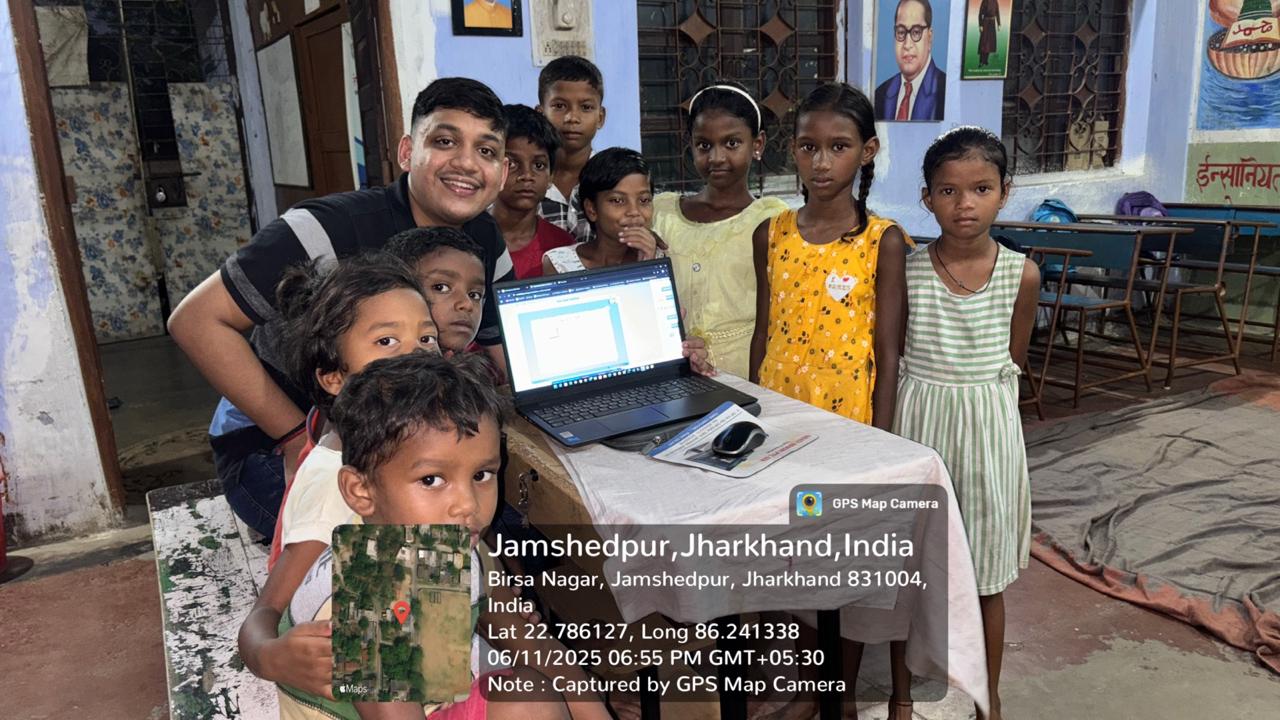 ईन्सानियत
GPS Map Camera
Jamshedpur,Jharkhand,India
Birsa Nagar, Jamshedpur, Jharkhand 831004,
India
Lat 22.786127, Long 86.241338
06/11/2025 06:55 PM GMT+05:30
Note : Captured by GPS Map Camera
Maps